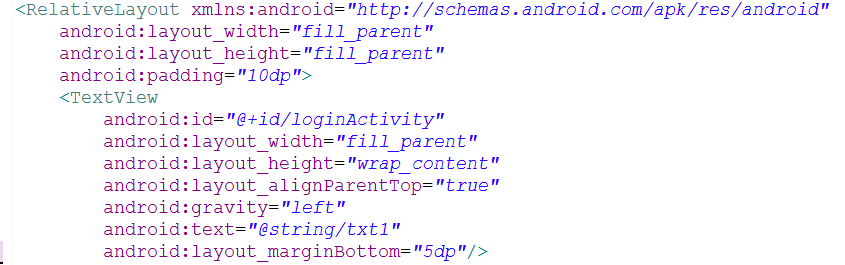 <RelativeLayout xmlns:android="http://schemas.android.com/apk/res/android"
    android:layout_width="fill_parent"
    android:layout_height="fill_parent"
    android:padding="10dp">
    <TextView
        android:id="@+id/loginActivity"
        android:layout_width="fill_parent"
        android:layout_height="wrap_content"
        android:layout_alignParentTop="true"
        android:gravity="left"
        android:text="@string/txt1"
        android:layout_marginBottom="5dp"/>